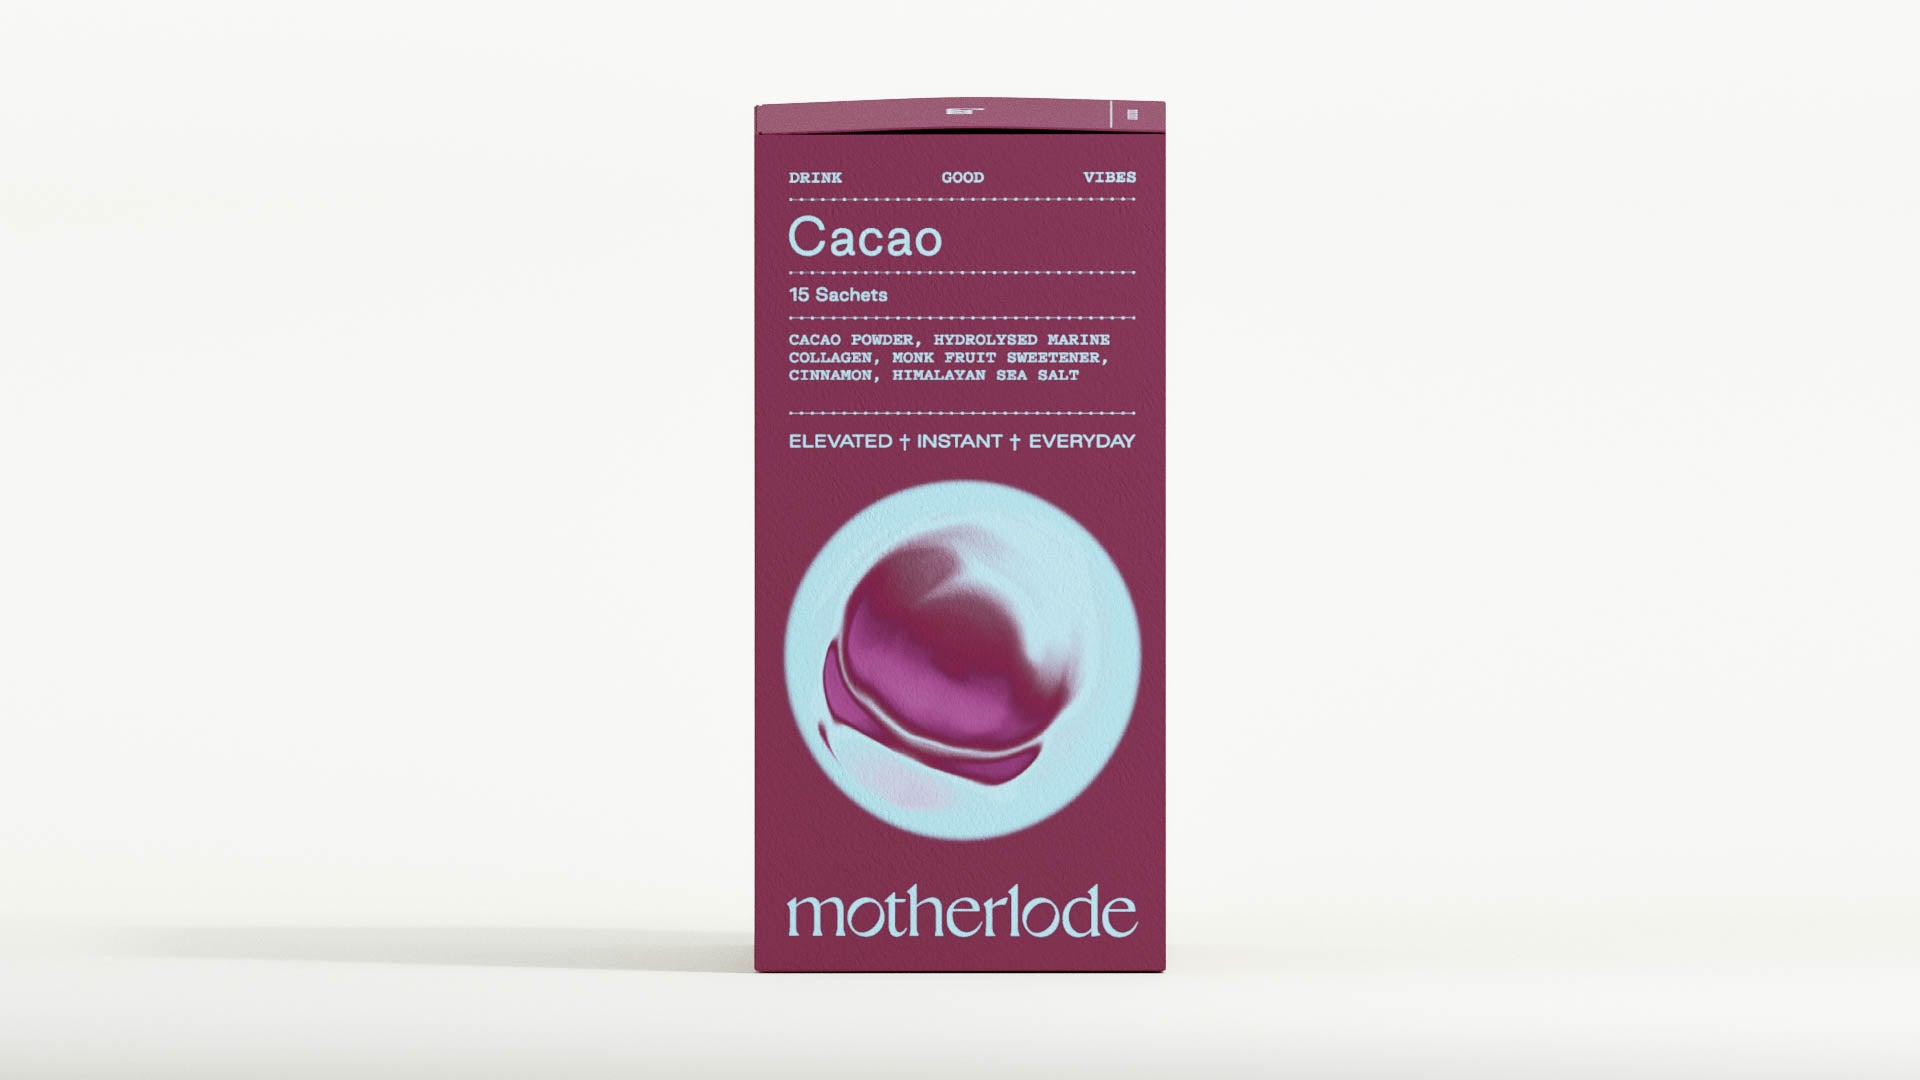 DRINK GOOD VIBES
Cacao
15 Sachets
CACAO POWDER, HYDROLYSED MARINE
COLLAGEN, MONK FRUIT SWEETENER,
CINNAMON, HIMALAYAN SEA SALT
ELEVATED † INSTANT † EVERYDAY
motherlode